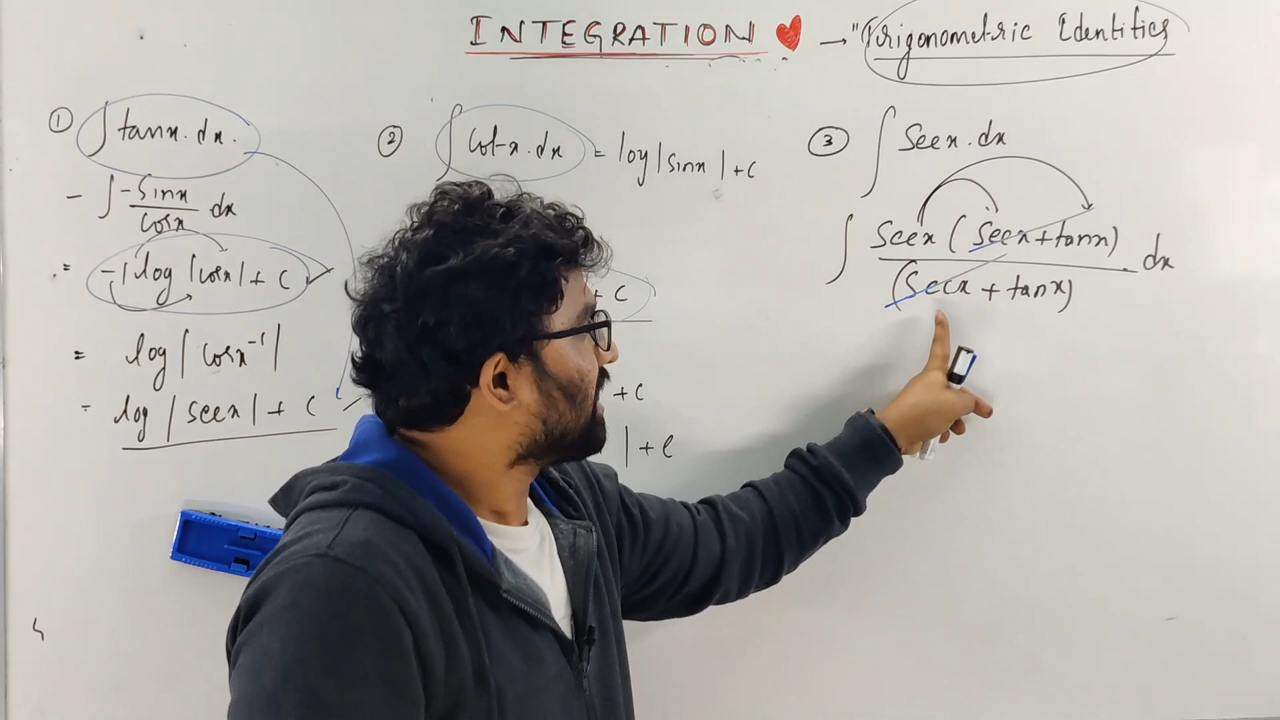 INTEGRATION ❤ → "Trigonometric Identities
① ∫ tanx. dx.
- ∫ -Sinx / cosx dx
= -1 log |cosx| + C
= log | cosx⁻¹ |
= log | secx | + C
② ∫ Cot x. dx = log | sinx | + C
+ C
+ C
| + C
③ ∫ Secx. dx
∫ Secx ( Secx + tanx ) / (Secx + tanx) dx